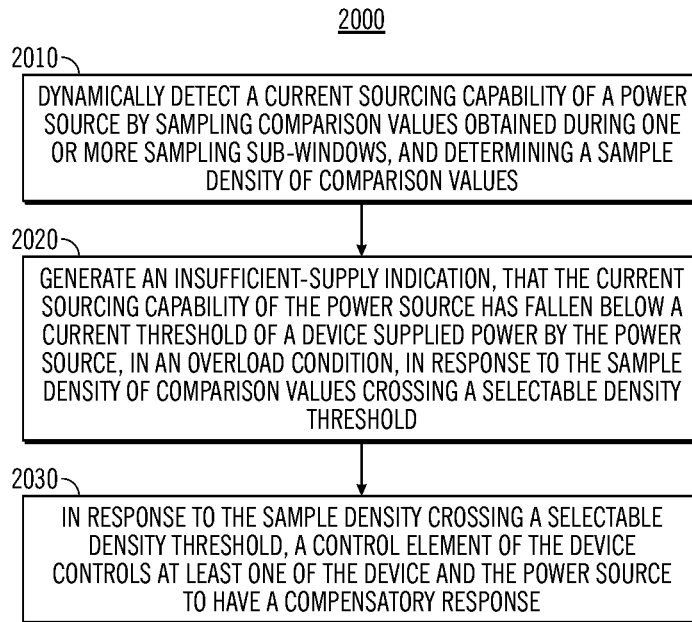 2000
2010
DYNAMICALLY DETECT A CURRENT SOURCING CAPABILITY OF A POWER
SOURCE BY SAMPLING COMPARISON VALUES OBTAINED DURING ONE
OR MORE SAMPLING SUB-WINDOWS, AND DETERMINING A SAMPLE
DENSITY OF COMPARISON VALUES
2020
GENERATE AN INSUFFICIENT-SUPPLY INDICATION, THAT THE CURRENT
SOURCING CAPABILITY OF THE POWER SOURCE HAS FALLEN BELOW A
CURRENT THRESHOLD OF A DEVICE SUPPLIED POWER BY THE POWER
SOURCE, IN AN OVERLOAD CONDITION, IN RESPONSE TO THE SAMPLE
DENSITY OF COMPARISON VALUES CROSSING A SELECTABLE DENSITY
THRESHOLD
2030
IN RESPONSE TO THE SAMPLE DENSITY CROSSING A SELECTABLE
DENSITY THRESHOLD, A CONTROL ELEMENT OF THE DEVICE
CONTROLS AT LEAST ONE OF THE DEVICE AND THE POWER SOURCE
TO HAVE A COMPENSATORY RESPONSE